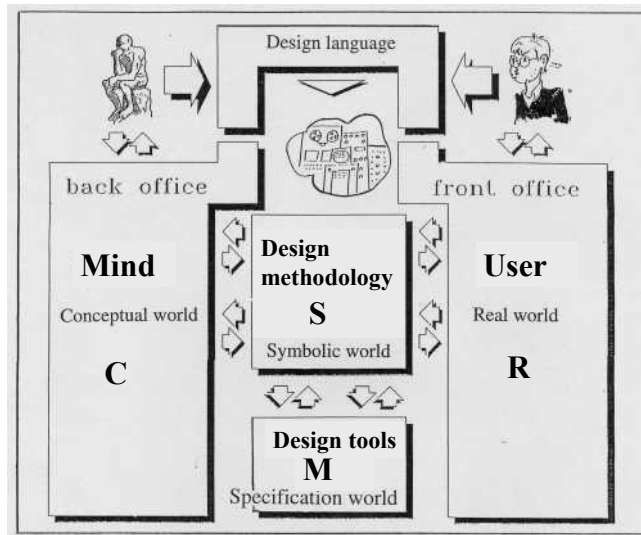 Design language
back office
front office
Mind
Design
methodology
User
Conceptual world
S
Real world
Symbolic world
C
R
Design tools
M
Specification world